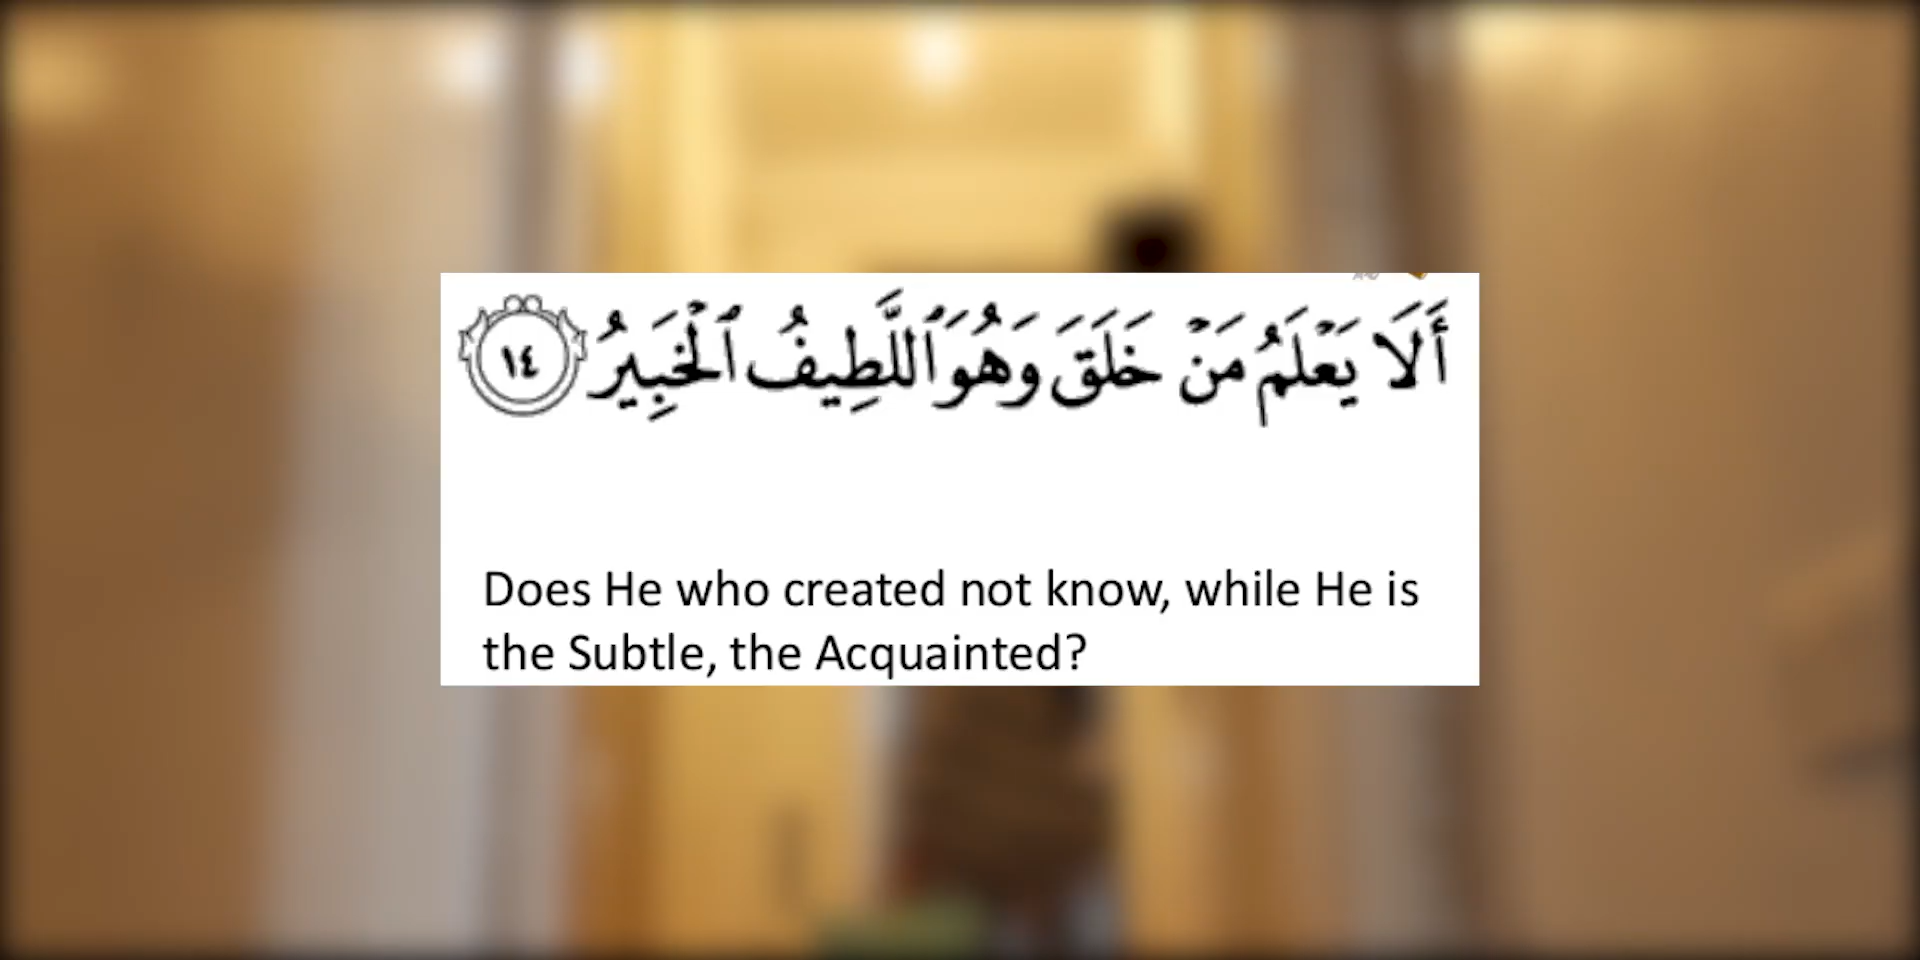 أَلَا يَعْلَمُ مَنْ خَلَقَ وَهُوَ ٱللَّطِيفُ ٱلْخَبِيرُ ١٤
Does He who created not know, while He is
the Subtle, the Acquainted?